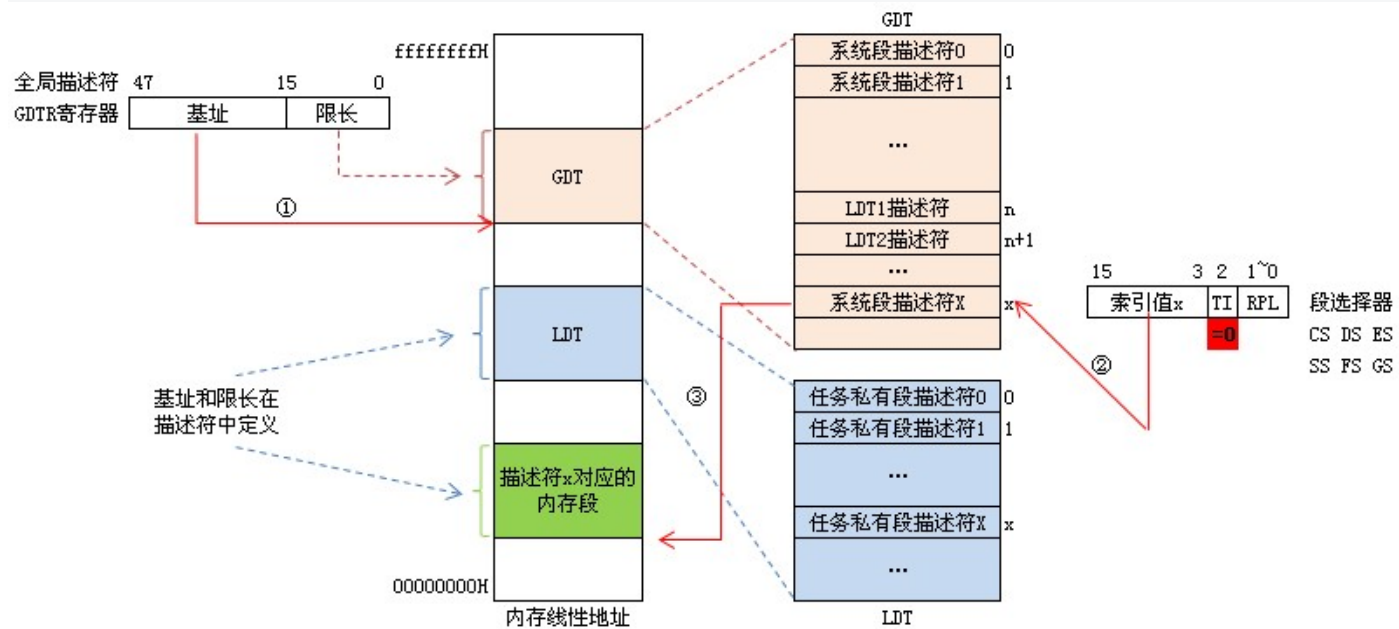 GDT
ffffffffH
系统段描述符0 0
系统段描述符1 1
...
LDT1描述符 n
LDT2描述符 n+1
...
系统段描述符X x
全局描述符 47 15 0
GDTR寄存器 基址 限长
①
GDT
LDT
描述符x对应的
内存段
00000000H
内存线性地址
基址和限长在
描述符中定义
③
②
15 3 2 1~0
索引值x TI RPL 段选择器
=0 CS DS ES
SS FS GS
任务私有段描述符0 0
任务私有段描述符1 1
...
任务私有段描述符X x
...
LDT